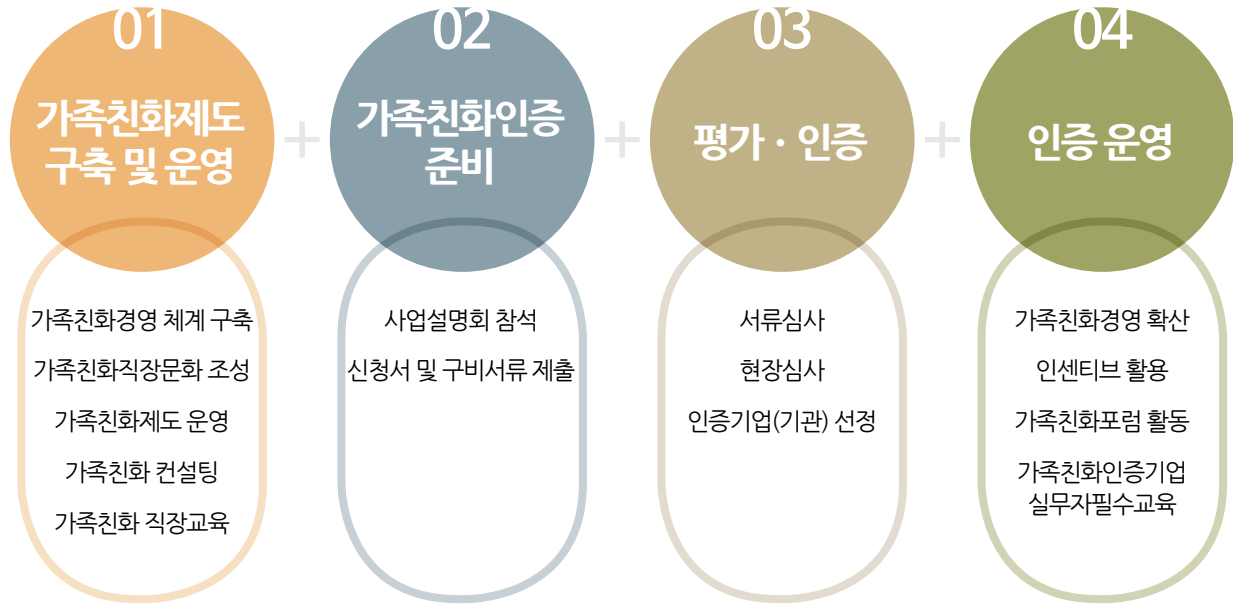 01
가족친화제도
구축 및 운영
가족친화경영 체계 구축
가족친화직장문화 조성
가족친화제도 운영
가족친화 컨설팅
가족친화 직장교육
02
가족친화인증
준비
사업설명회 참석
신청서 및 구비서류 제출
03
평가 · 인증
서류심사
현장심사
인증기업(기관) 선정
04
인증 운영
가족친화경영 확산
인센티브 활용
가족친화포럼 활동
가족친화인증기업
실무자필수교육